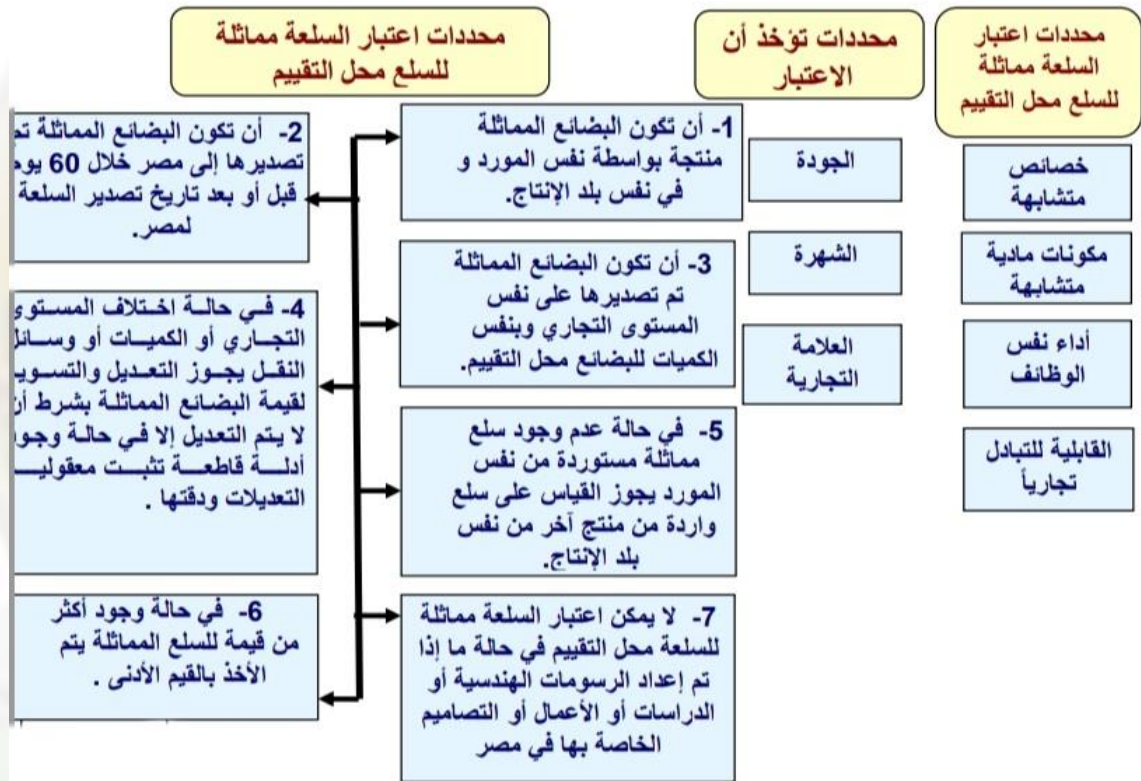 محددات اعتبار
السلعة مماثلة
للسلع محل التقييم
خصائص
متشابهة
مكونات مادية
متشابهة
أداء نفس
الوظائف
القابلية للتبادل
تجارياً
محددات تؤخذ أن
الاعتبار
الجودة
الشهرة
العلامة
التجارية
محددات اعتبار السلعة مماثلة
للسلع محل التقييم
1- أن تكون البضائع المماثلة
منتجة بواسطة نفس المورد و
في نفس بلد الإنتاج.
2- أن تكون البضائع المماثلة تم
تصديرها إلى مصر خلال 60
قبل أو بعد تاريخ تصدير السلعة
لمصر.
3- أن تكون البضائع المماثلة
تم تصديرها على نفس
المستوى التجاري وبنفس
الكميات للبضائع محل التقييم.
4- في حالة اختلاف
التجاري أو الكميات أو
النقل يجوز التعديل
لقيمة البضائع المماثلة بشرط أن
لا يتم التعديل إلا في حالة
أدلة قاطعة تثبت
التعديلات ودقتها .
5- في حالة عدم وجود سلع
مماثلة مستوردة من نفس
المورد يجوز القياس على سلع
واردة من منتج آخر من نفس
بلد الإنتاج.
6- في حالة وجود أكثر
من قيمة للسلع المماثلة يتم
الأخذ بالقيم الأدنى .
7- لا يمكن اعتبار السلعة مماثلة
للسلعة محل التقييم في حالة ما إذا
تم إعداد الرسومات الهندسية أو
الدراسات أو الأعمال أو التصاميم
الخاصة بها في مصر